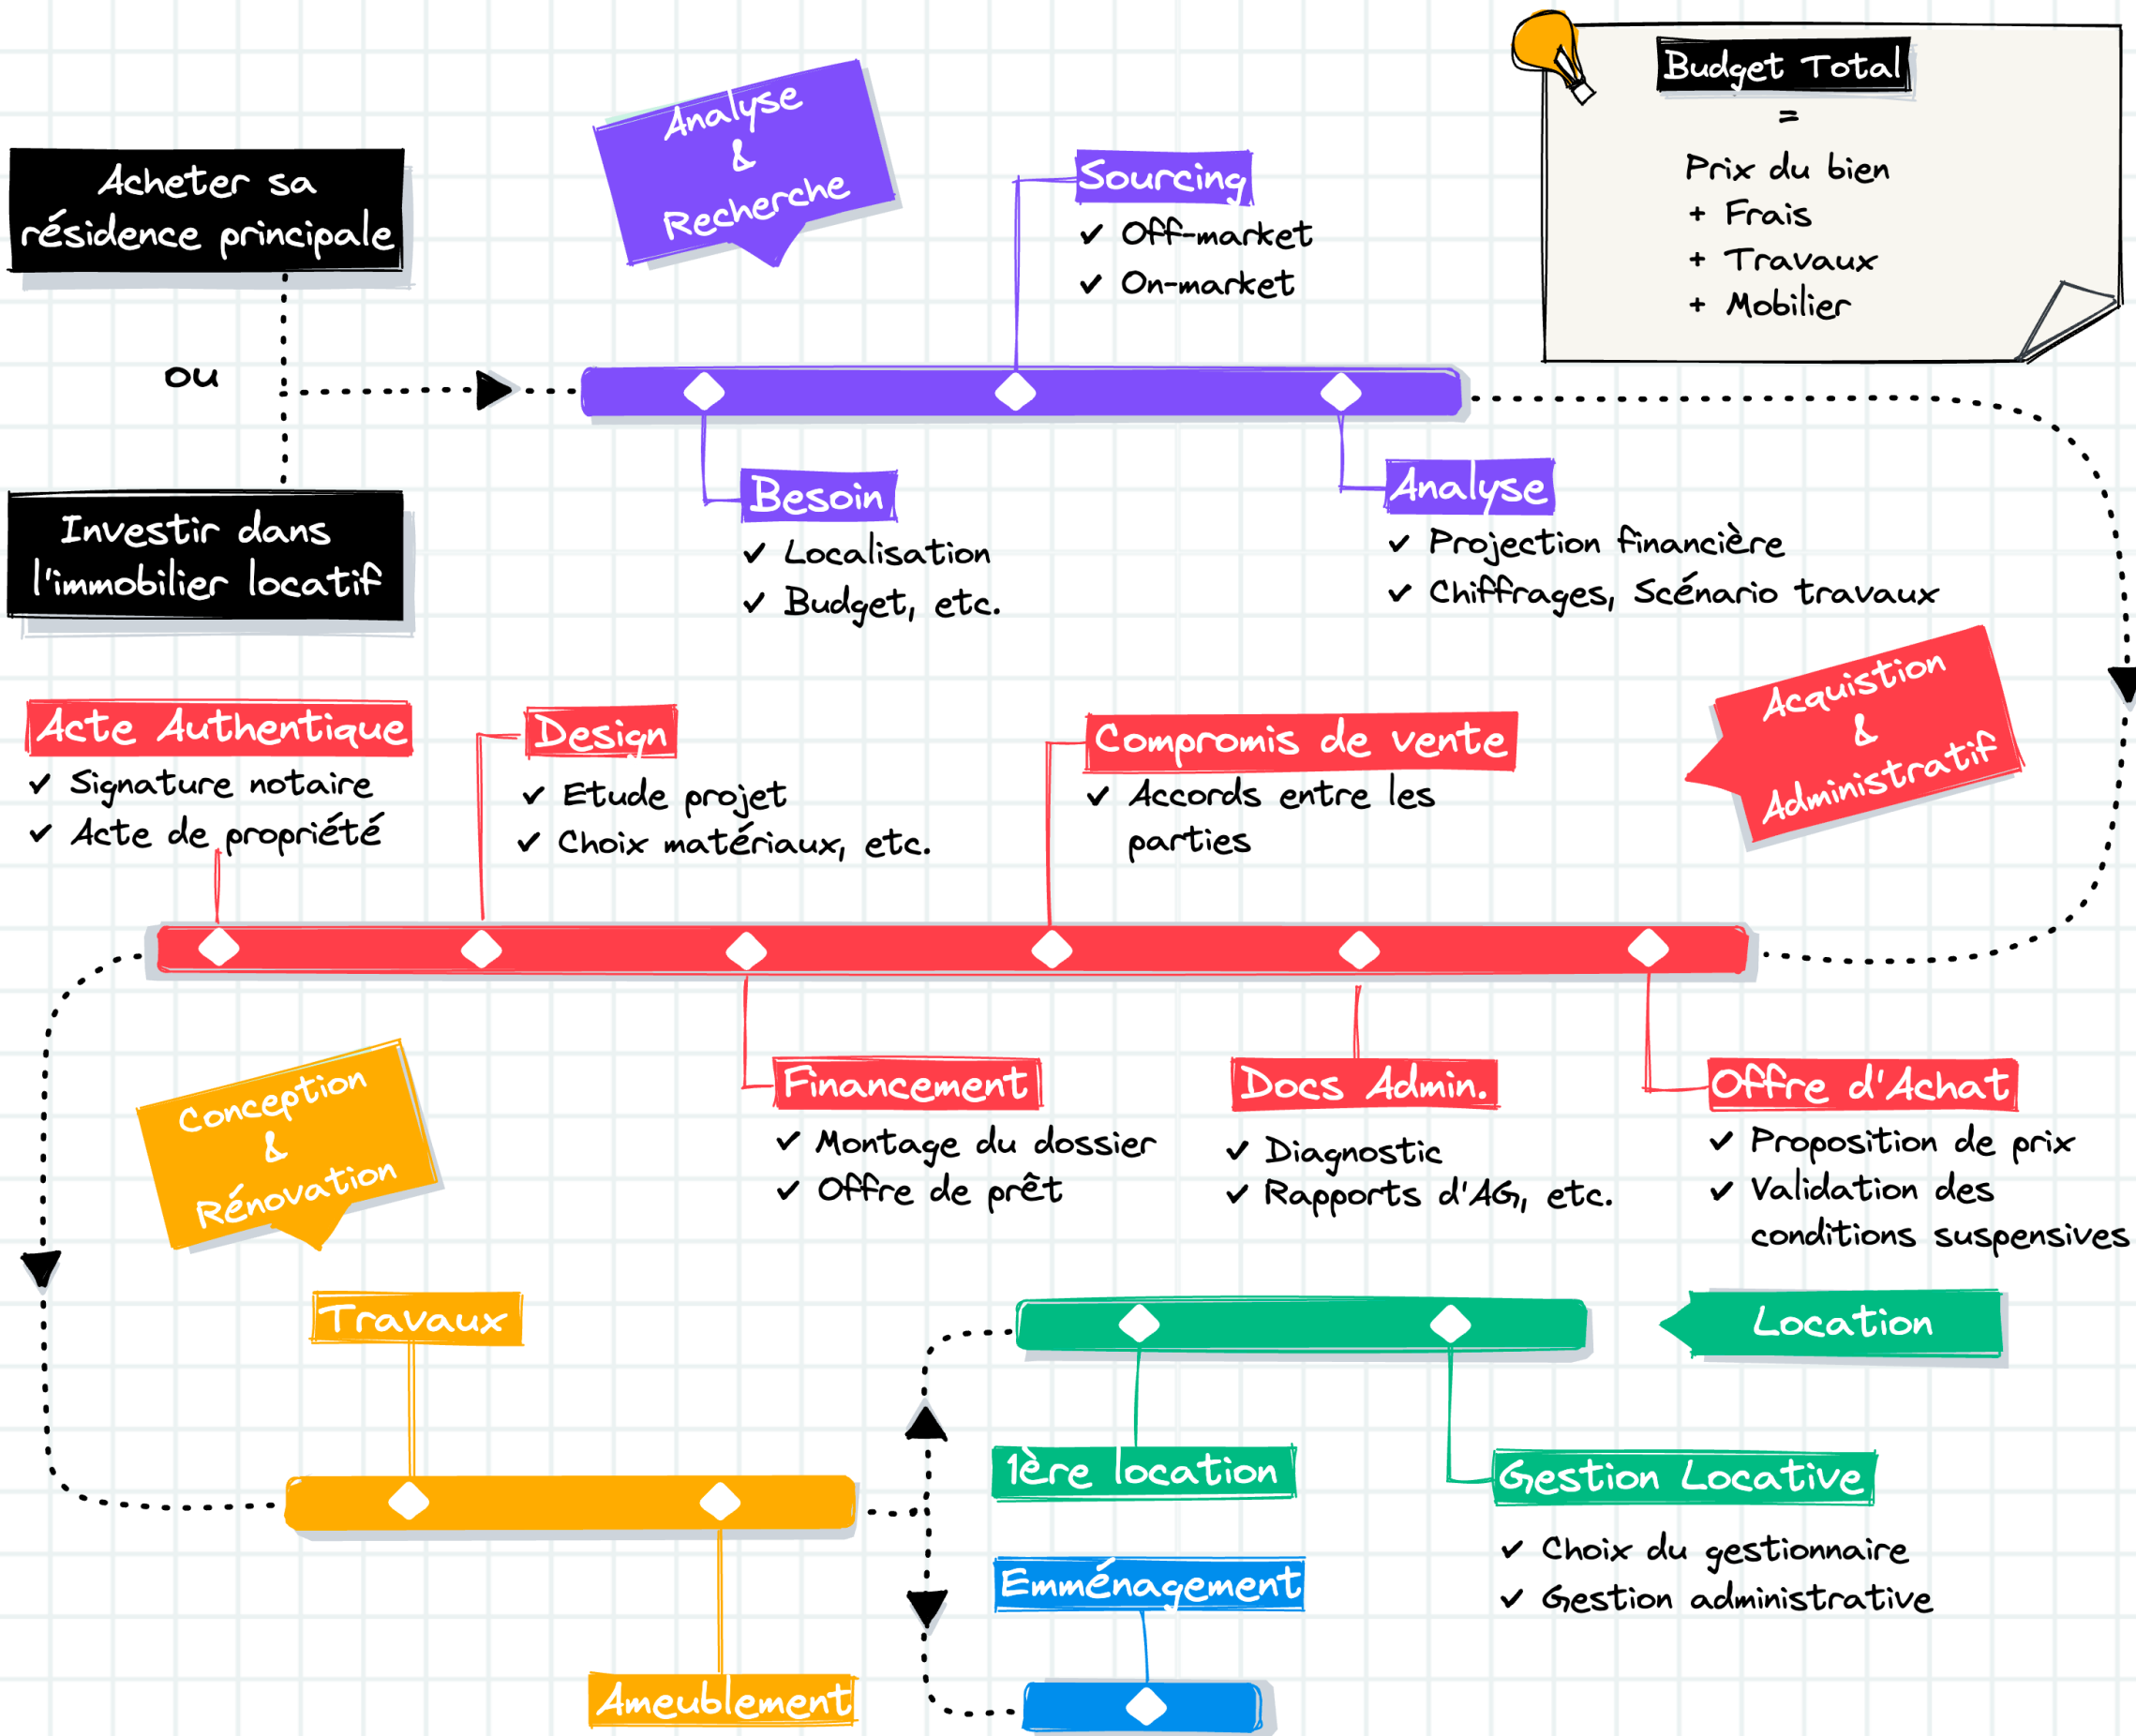 Budget Total
=
Prix du bien
+ Frais
+ Travaux
+ Mobilier
Acheter sa
résidence principale
ou
Investir dans
l'immobilier locatif
Analyse
&
Recherche
Sourcing
✓ Off-market
✓ On-market
Besoin
✓ Localisation
✓ Budget, etc.
Analyse
✓ Projection financière
✓ Chiffrages, Scénario travaux
Acquistion
&
Administratif
Offre d'Achat
✓ Proposition de prix
✓ Validation des
conditions suspensives
Docs Admin.
✓ Diagnostic
✓ Rapports d'AG, etc.
Compromis de vente
✓ Accords entre les
parties
Financement
✓ Montage du dossier
✓ Offre de prêt
Design
✓ Etude projet
✓ Choix matériaux, etc.
Acte Authentique
✓ Signature notaire
✓ Acte de propriété
Conception
&
Rénovation
Travaux
Ameublement
Location
1ère location
Gestion Locative
✓ Choix du gestionnaire
✓ Gestion administrative
Emménagement